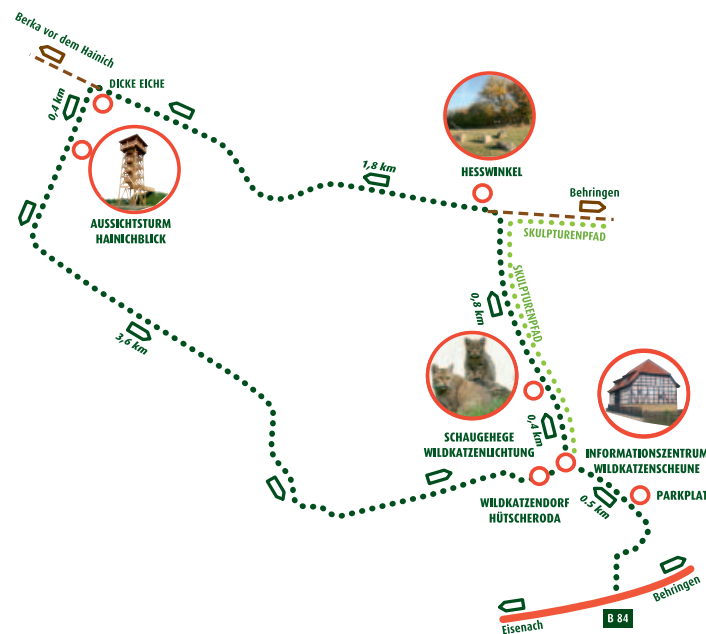 Berka vor dem Hainich
DICKE EICHE
0,4 km
AUSSICHTSTURM
HAINICHBLICK
1,8 km
HESSWINKEL
Behringen
SKULPTURENPFAD
SKULPTURENPFAD
0,8 km
3,6 km
SCHAUGEHEGE
WILDKATZENLICHTUNG
0,4 km
INFORMATIONSZENTRUM
WILDKATZENSCHEUNE
WILDKATZENDORF
HÜTSCHERODA
0.5 km
PARKPLAT
Behringen
B 84
Eisenach